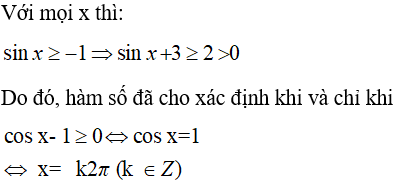 Với mọi x thì:
sin x ≥ −1 ⇒ sin x +3 ≥ 2 >0
Do đó, hàm số đã cho xác định khi và chỉ khi
cos x- 1 ≥ 0 ⇔ cos x=1
⇔ x= k2π (k ∈ Z)